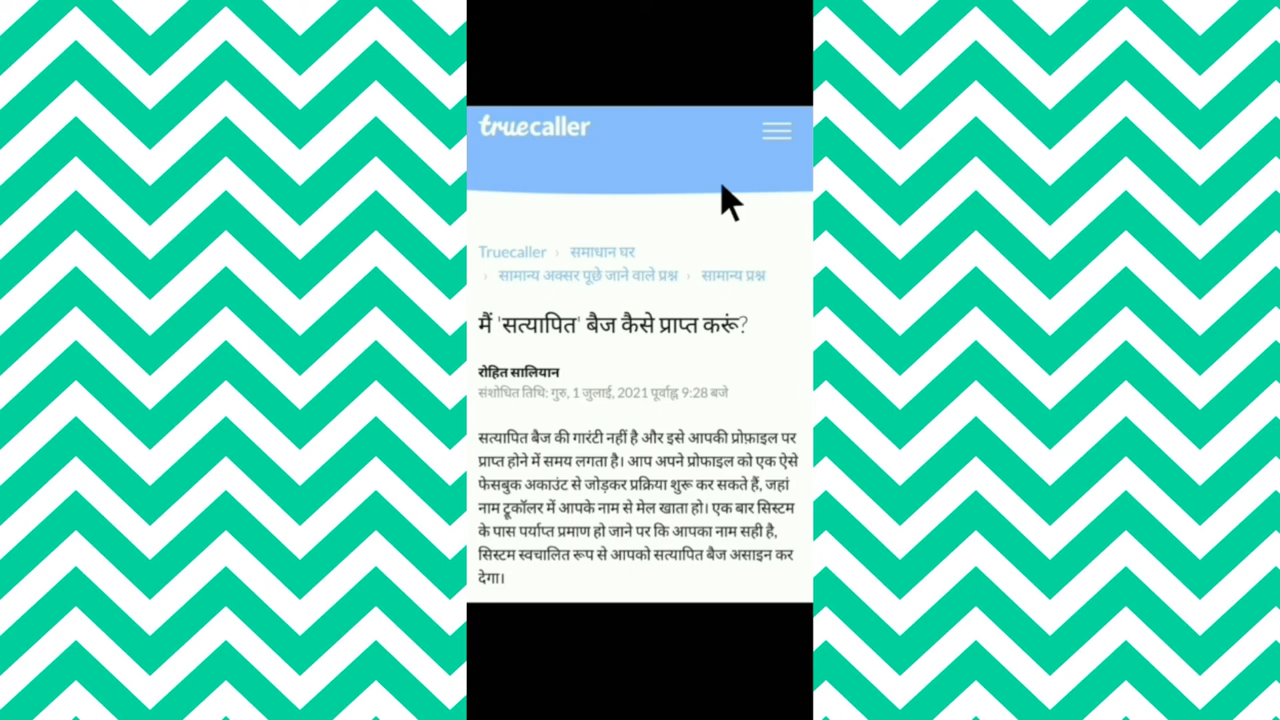 truecaller
Truecaller › समाधान घर
› सामान्य अक्सर पूछे जाने वाले प्रश्न › सामान्य प्रश्न
मैं 'सत्यापित' बैज कैसे प्राप्त करूं?
रोहित सालियान
संशोधित तिथि: गुरु, 1 जुलाई, 2021 पूर्वाह्न 9:28 बजे
सत्यापित बैज की गारंटी नहीं है और इसे आपकी प्रोफ़ाइल पर
प्राप्त होने में समय लगता है। आप अपने प्रोफाइल को एक ऐसे
फेसबुक अकाउंट से जोड़कर प्रक्रिया शुरू कर सकते हैं, जहां
नाम ट्रूकॉलर में आपके नाम से मेल खाता हो। एक बार सिस्टम
के पास पर्याप्त प्रमाण हो जाने पर कि आपका नाम सही है,
सिस्टम स्वचालित रूप से आपको सत्यापित बैज असाइन कर
देगा।